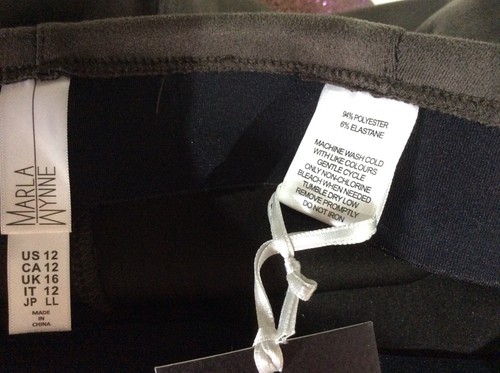 MARLA
WYNNE
US 12
CA 12
UK 16
IT 12
JP LL
MADE
IN
CHINA
94% POLYESTER
6% ELASTANE
MACHINE WASH COLD
WITH LIKE COLOURS
GENTLE CYCLE
ONLY NON-CHLORINE
BLEACH WHEN NEEDED
TUMBLE DRY LOW
REMOVE PROMPTLY
DO NOT IRON